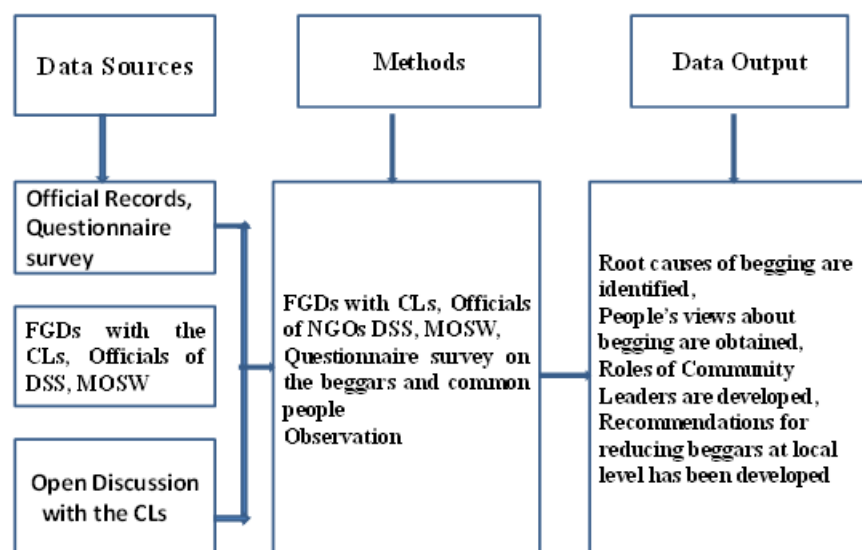 Data Sources
Methods
Data Output
Official Records,
Questionnaire
survey
FGDs with the
CLs, Officials of
DSS, MOSW
Open Discussion
with the CLs
FGDs with CLs, Officials
of NGOs DSS, MOSW,
Questionnaire survey on
the beggars and common
people
Observation
Root causes of begging are
identified,
People's views about
begging are obtained,
Roles of Community
Leaders are developed,
Recommendations for
reducing beggars at local
level has been developed